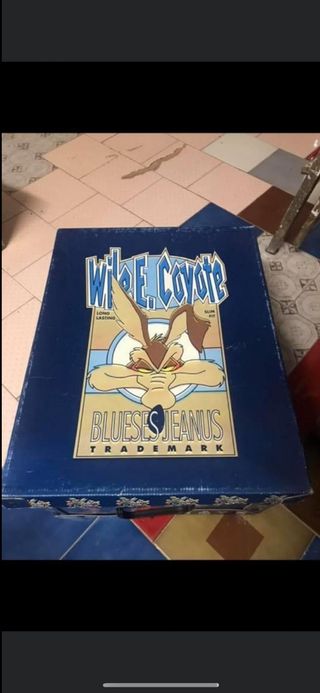 Wile E. Coyote
LONG
LASTING
SLIM
FIT
BLUESES JEANUS
TRADEMARK